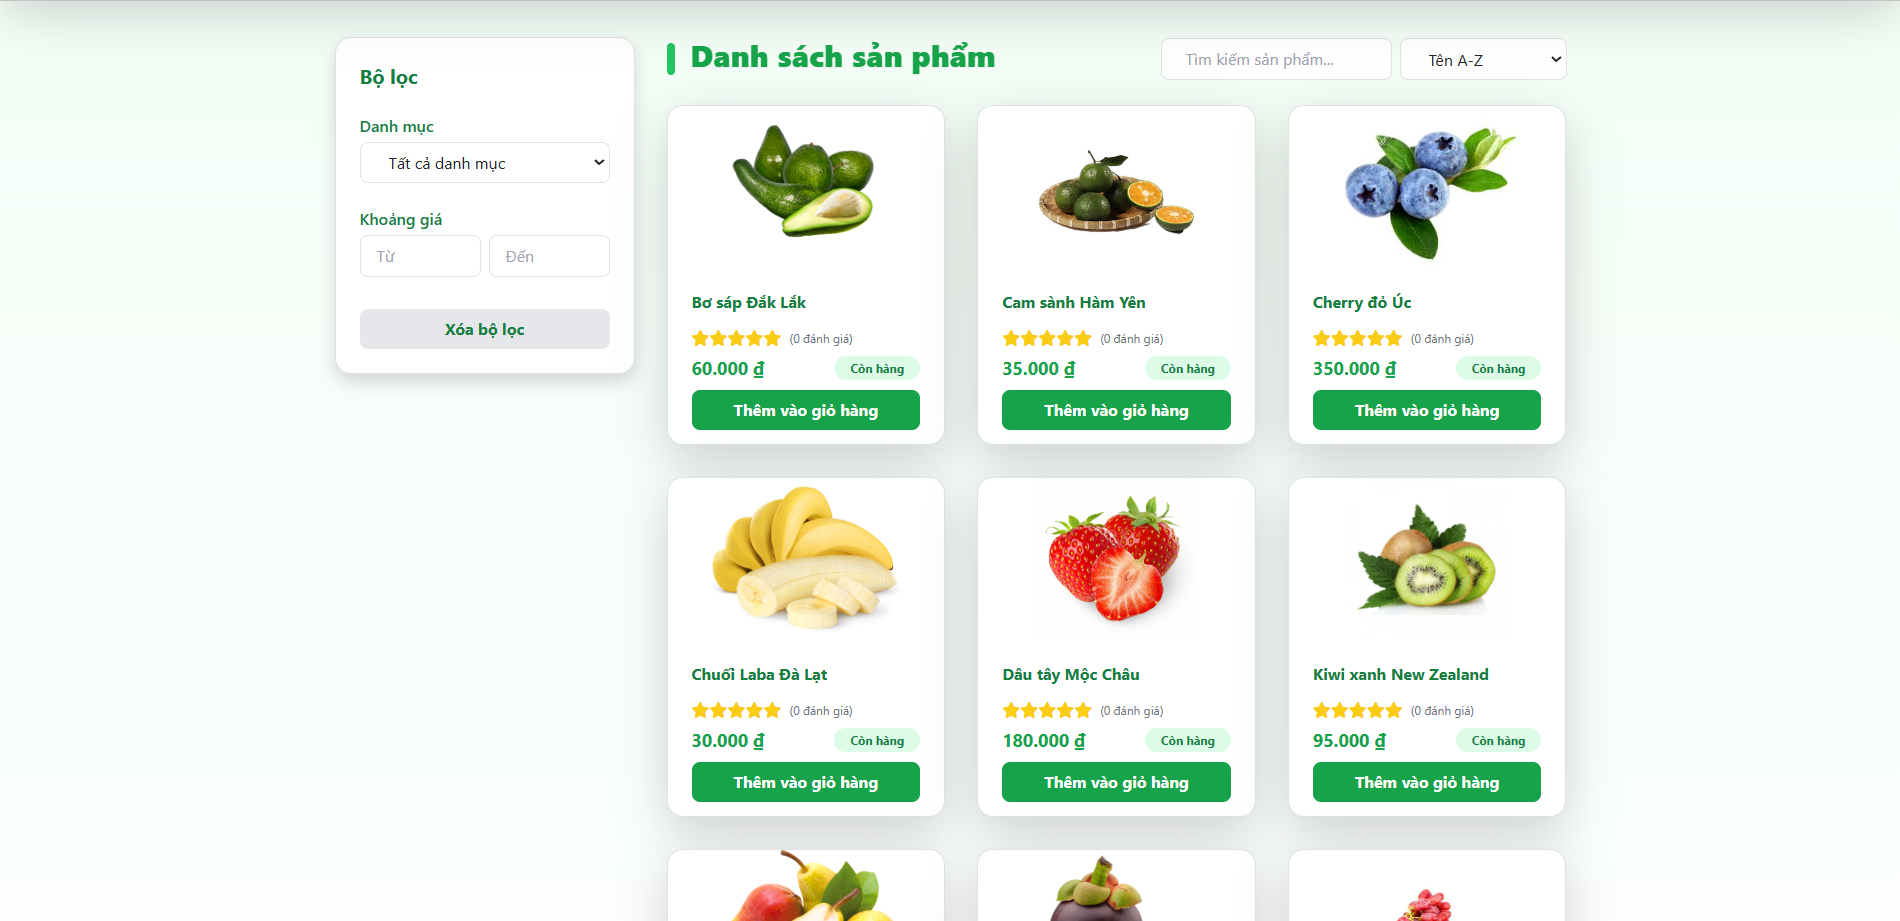 Bộ lọc
Danh mục
Tất cả danh mục
Khoảng giá
Từ Đến
Xóa bộ lọc
Danh sách sản phẩm
Tìm kiếm sản phẩm... Tên A-Z
Bơ sáp Đắk Lắk
(0 đánh giá)
60.000 ₫ Còn hàng
Thêm vào giỏ hàng
Cam sành Hàm Yên
(0 đánh giá)
35.000 ₫ Còn hàng
Thêm vào giỏ hàng
Cherry đỏ Úc
(0 đánh giá)
350.000 ₫ Còn hàng
Thêm vào giỏ hàng
Chuối Laba Đà Lạt
(0 đánh giá)
30.000 ₫ Còn hàng
Thêm vào giỏ hàng
Dâu tây Mộc Châu
(0 đánh giá)
180.000 ₫ Còn hàng
Thêm vào giỏ hàng
Kiwi xanh New Zealand
(0 đánh giá)
95.000 ₫ Còn hàng
Thêm vào giỏ hàng